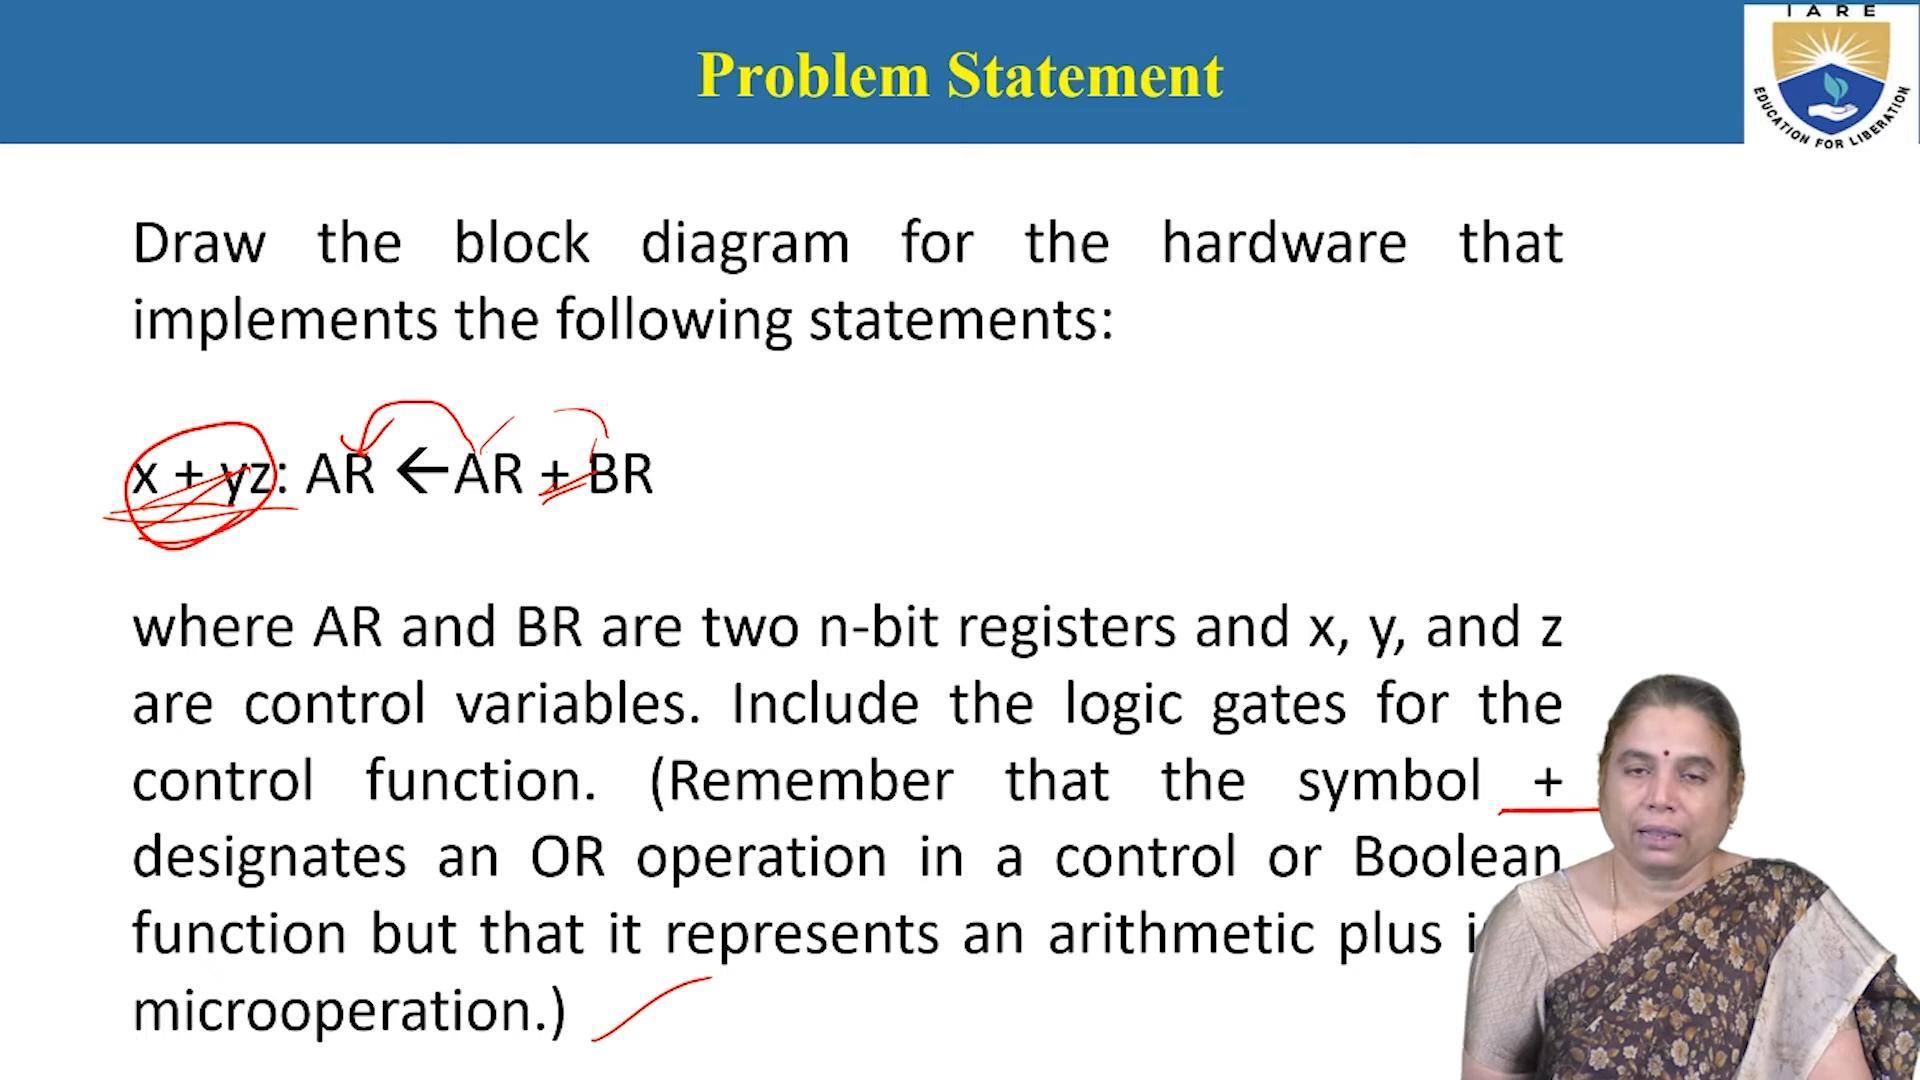 I A R E
Problem Statement
EDUCATION FOR LIBERATION
Draw the block diagram for the hardware that
implements the following statements:
x + yz: AR ←AR + BR
where AR and BR are two n-bit registers and x, y, and z
are control variables. Include the logic gates for the
control function. (Remember that the symbol +
designates an OR operation in a control or Boolean
function but that it represents an arithmetic plus
microoperation.)